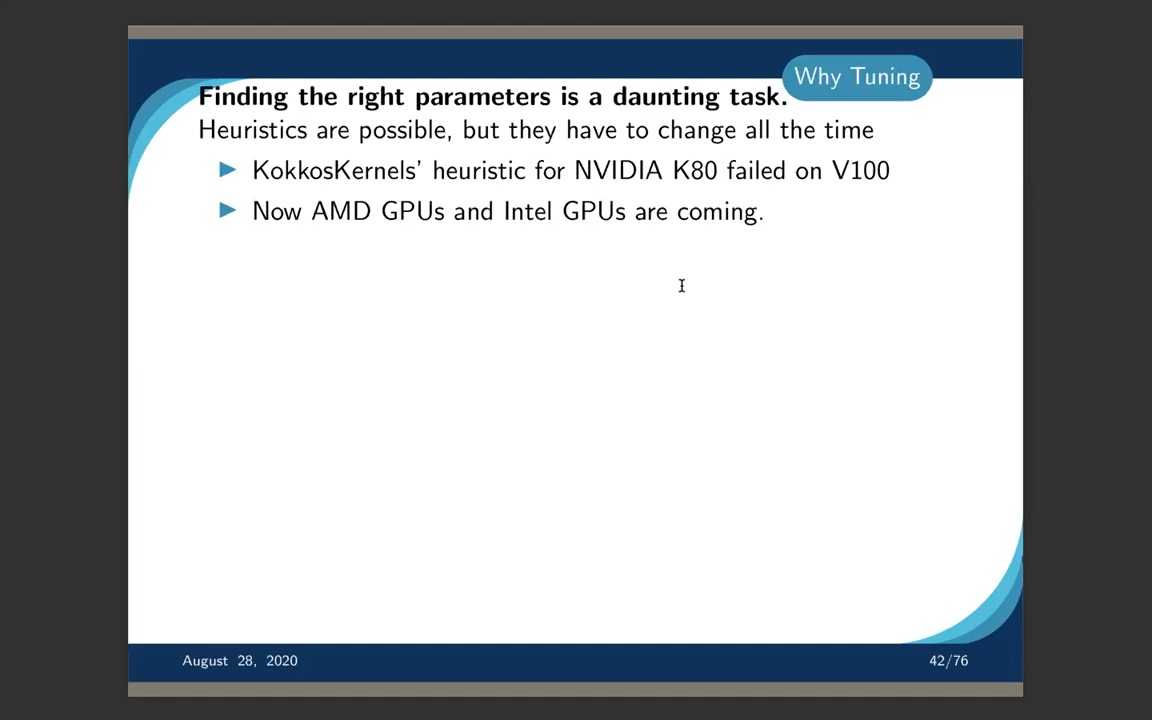 Why Tuning
Finding the right parameters is a daunting task.
Heuristics are possible, but they have to change all the time
KokkosKernels' heuristic for NVIDIA K80 failed on V100
Now AMD GPUs and Intel GPUs are coming.
August 28, 2020
42/76